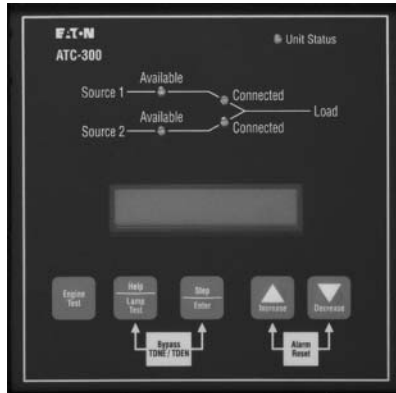 EATON
ATC-300
Unit Status
Available
Source 1
Connected
Load
Available
Source 2
Connected
Engine
Test
Help
Lamp
Test
Step
Enter
Increase
Decrease
Bypass
TDNE / TDEN
Alarm
Reset